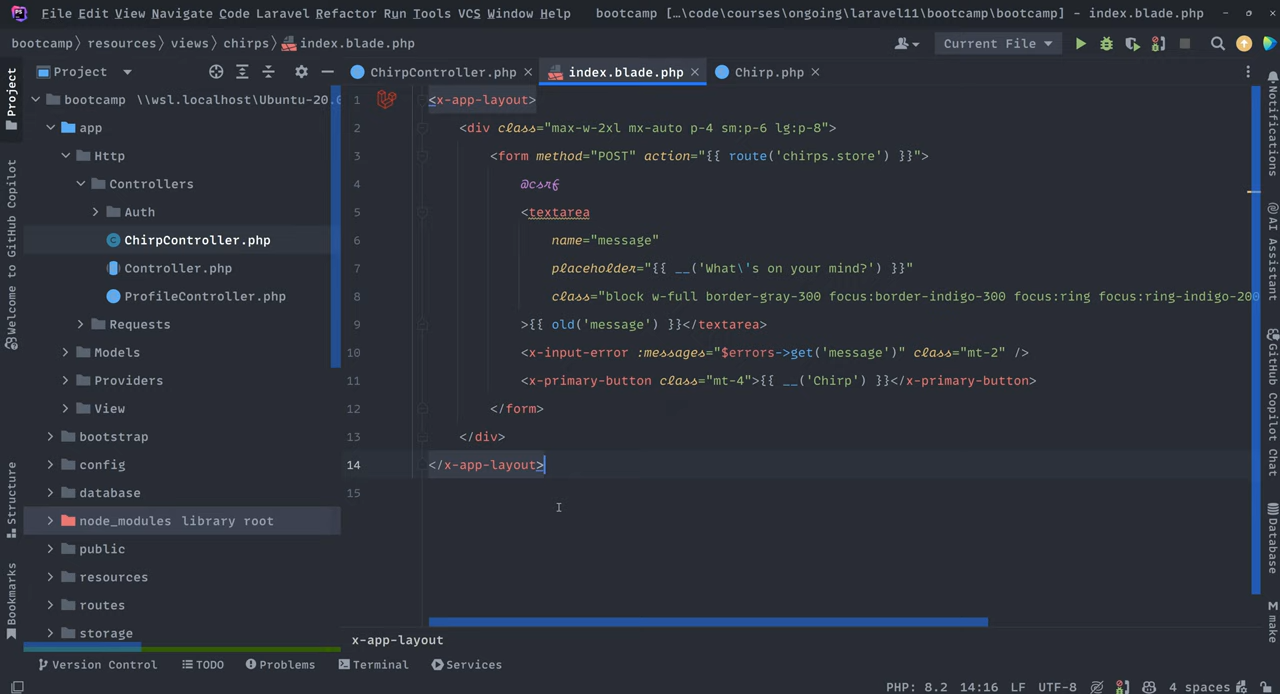 File Edit View Navigate Code Laravel Refactor Run Tools VCS Window Help bootcamp […\code\courses\ongoing\laravel11\bootcamp\bootcamp] - index.blade.php
bootcamp resources views chirps index.blade.php Current File
Project ChirpController.php index.blade.php Chirp.php
bootcamp \\wsl.localhost\Ubuntu-20.0
app
Http
Controllers
Auth
ChirpController.php
Controller.php
ProfileController.php
Requests
Models
Providers
View
bootstrap
config
database
node_modules library root
public
resources
routes
storage
1 <x-app-layout>
2 <div class="max-w-2xl mx-auto p-4 sm:p-6 lg:p-8">
3 <form method="POST" action="{{ route('chirps.store') }}">
4 @csrf
5 <textarea
6 name="message"
7 placeholder="{{ __('What\'s on your mind?') }}"
8 class="block w-full border-gray-300 focus:border-indigo-300 focus:ring focus:ring-indigo-200
9 >{{ old('message') }}</textarea>
10 <x-input-error :messages="$errors->get('message')" class="mt-2" />
11 <x-primary-button class="mt-4">{{ __('Chirp') }}</x-primary-button>
12 </form>
13 </div>
14 </x-app-layout>
15
x-app-layout
Project
Welcome to GitHub Copilot
Structure
Bookmarks
Notifications
AI Assistant
GitHub Copilot Chat
Database
make
Version Control TODO Problems Terminal Services
PHP: 8.2 14:16 LF UTF-8 4 spaces